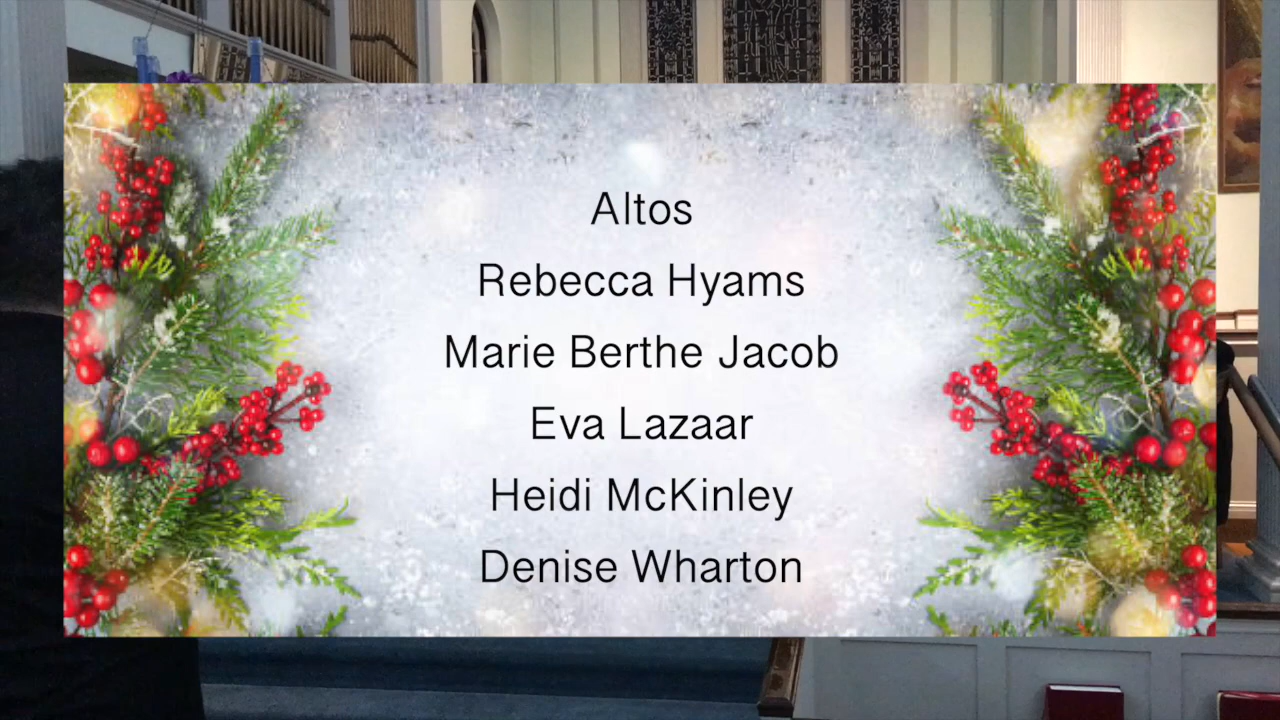 Altos
Rebecca Hyams
Marie Berthe Jacob
Eva Lazaar
Heidi McKinley
Denise Wharton